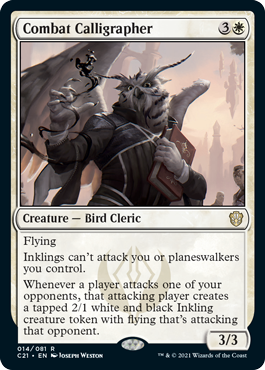 Combat Calligrapher 3
Creature — Bird Cleric
Flying
Inklings can't attack you or planeswalkers
you control.
Whenever a player attacks one of your
opponents, that attacking player creates
a tapped 2/1 white and black Inkling
creature token with flying that's attacking
that opponent.
3/3
014/081 R
C21 • EN Joseph Weston
™ & © 2021 Wizards of the Coast